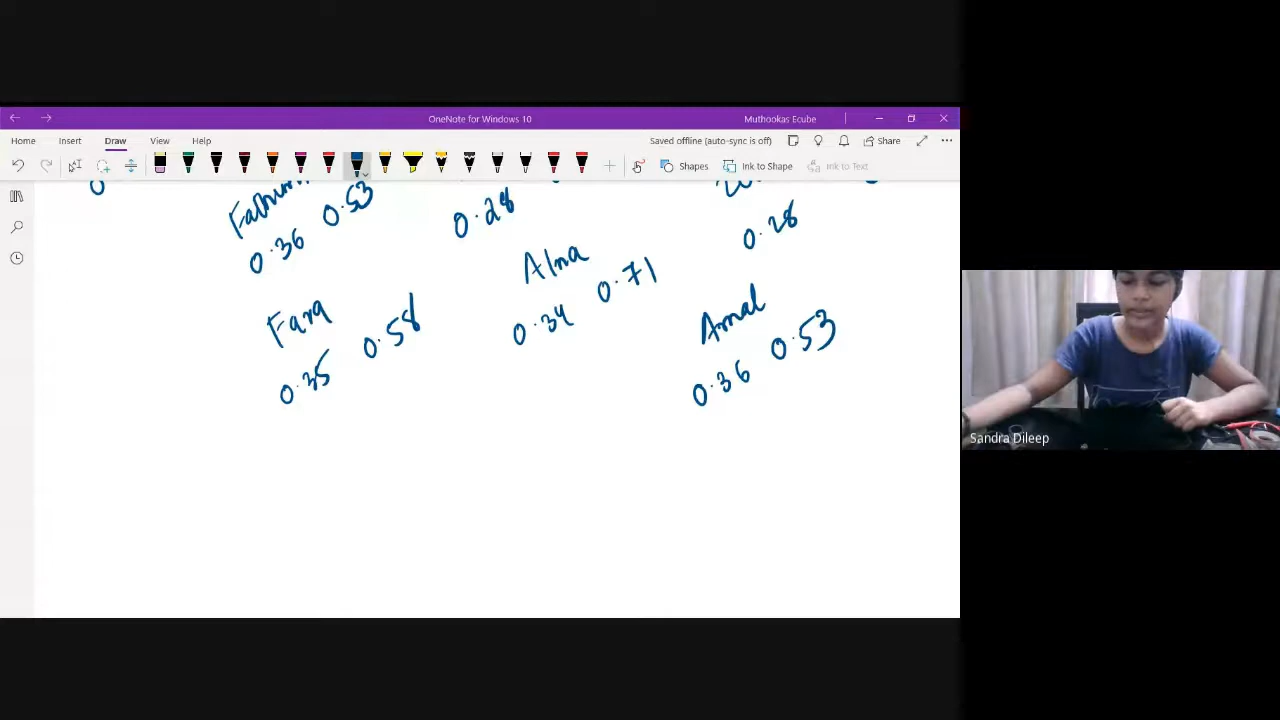 OneNote for Windows 10
Muthookas Ecube
Home Insert Draw View Help
Saved offline (auto-sync is off)
Share
Shapes
Ink to Shape
Ink to Text
0.36 0.53
0.28
0.28
Alna
0.34 0.71
Fara
0.35 0.58
Amal
0.36 0.53
Sandra Dileep